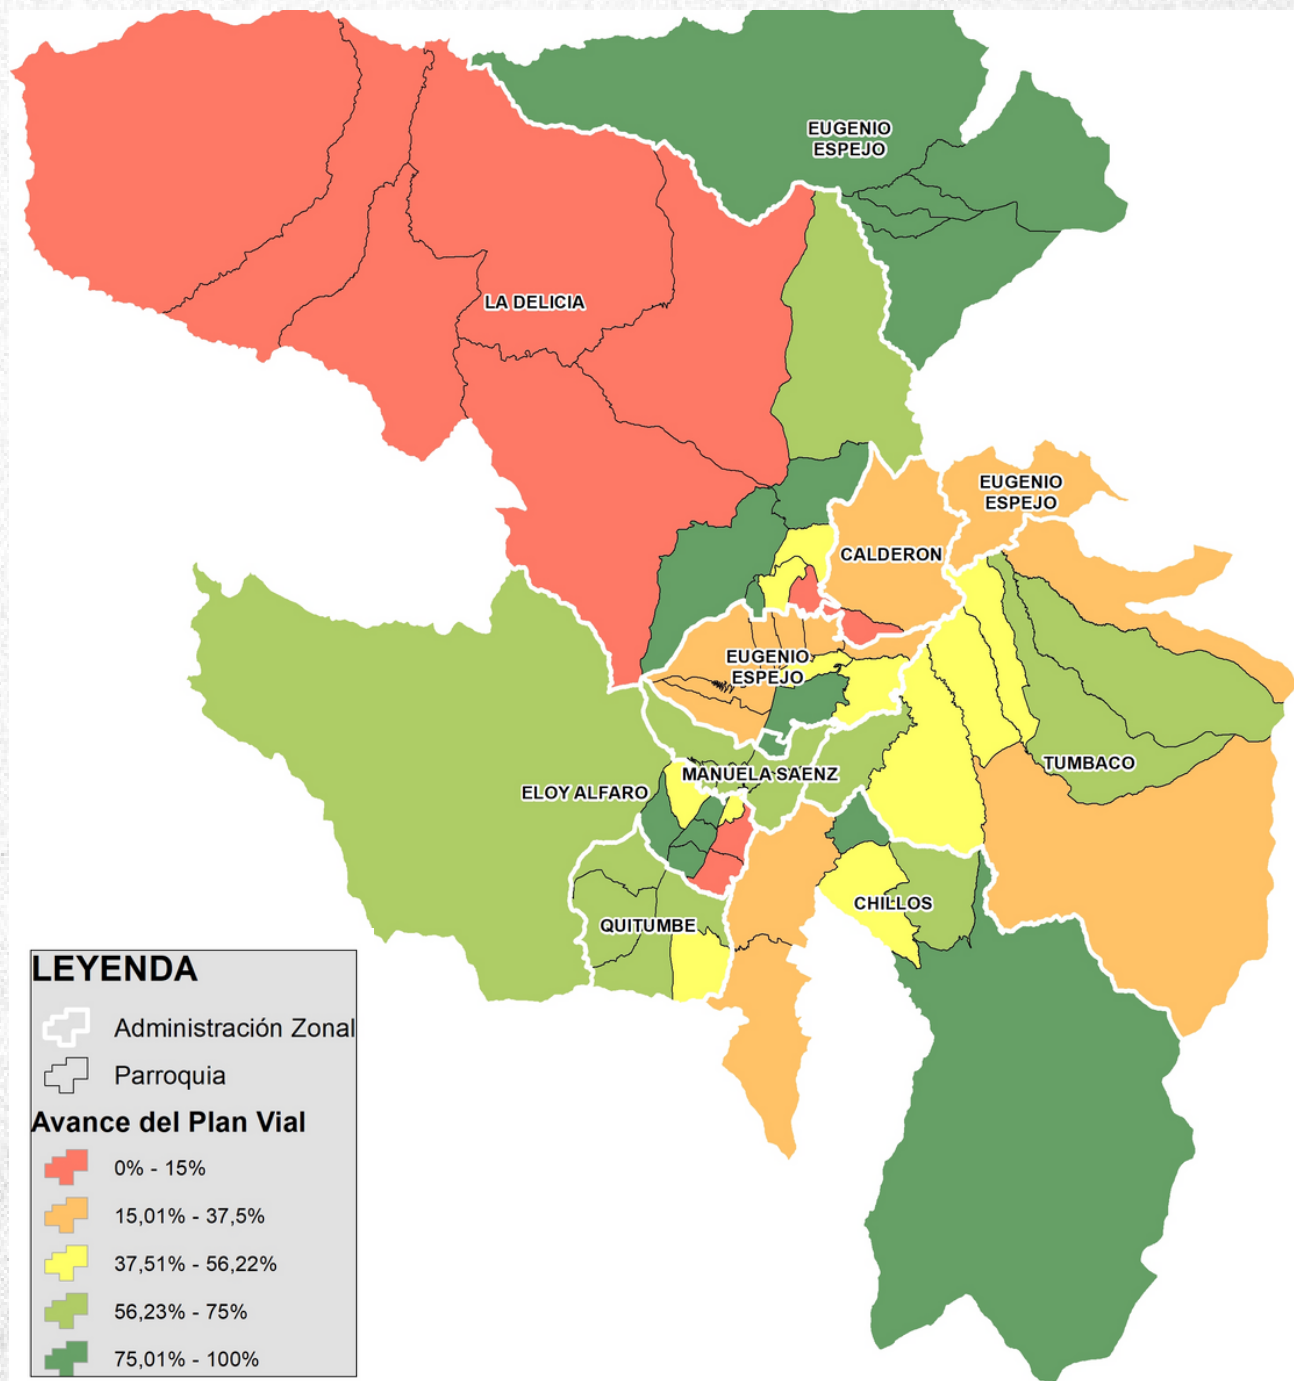 EUGENIO
ESPEJO
LA DELICIA
EUGENIO
ESPEJO
CALDERON
EUGENIO
ESPEJO
TUMBACO
MANUELA SAENZ
ELOY ALFARO
CHILLOS
QUITUMBE
LEYENDA
Administración Zonal
Parroquia
Avance del Plan Vial
0% - 15%
15,01% - 37,5%
37,51% - 56,22%
56,23% - 75%
75,01% - 100%